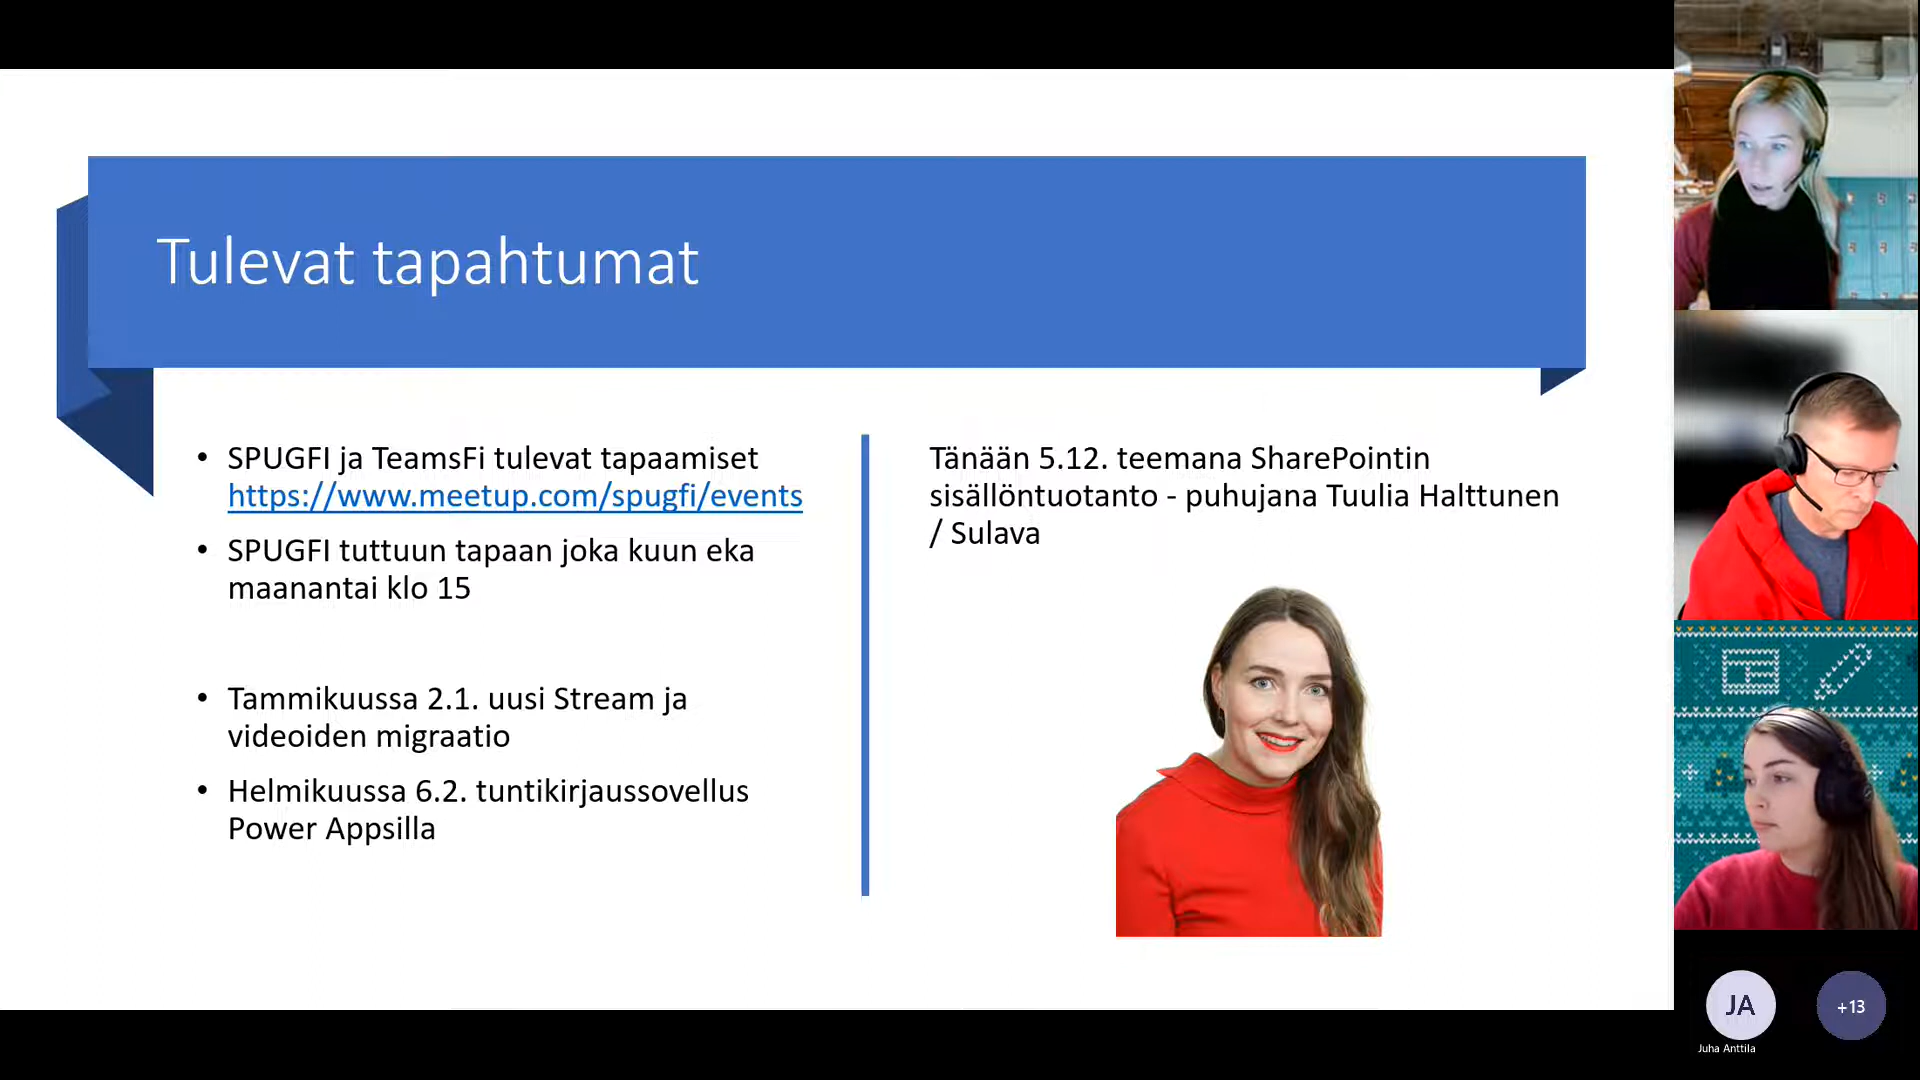 Tulevat tapahtumat
• SPUGFI ja TeamsFi tulevat tapaamiset
https://www.meetup.com/spugfi/events
• SPUGFI tuttuun tapaan joka kuun eka
maanantai klo 15
• Tammikuussa 2.1. uusi Stream ja
videoiden migraatio
• Helmikuussa 6.2. tuntikirjaussovellus
Power Appsilla
Tänään 5.12. teemana SharePointin
sisällöntuotanto - puhujana Tuulia Halttunen
/ Sulava
JA
+13
Juha Anttila